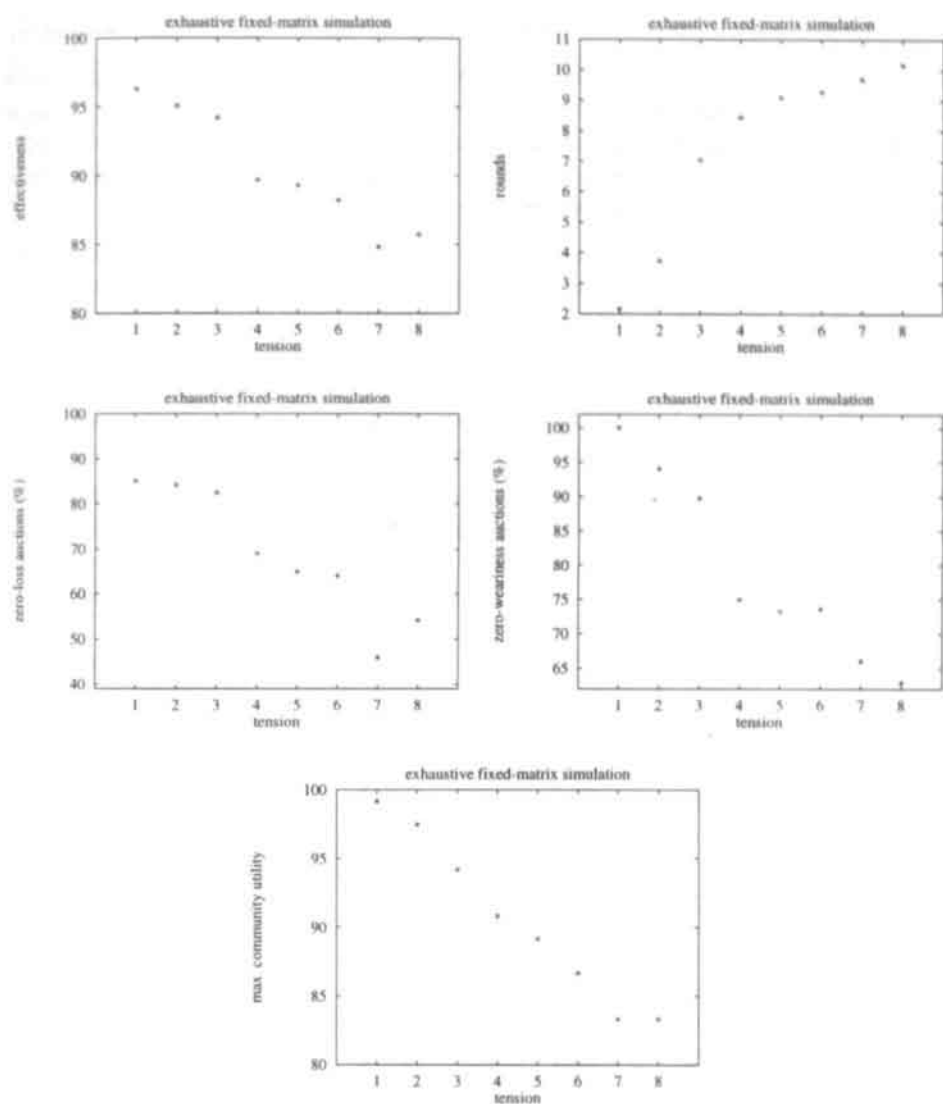 exhaustive fixed-matrix simulation
100
95
90
85
80
effectiveness
1 2 3 4 5 6 7 8
tension
exhaustive fixed-matrix simulation
11
10
9
8
7
6
5
4
3
2
rounds
1 2 3 4 5 6 7 8
tension
exhaustive fixed-matrix simulation
100
90
80
70
60
50
40
zero-loss auctions (%)
1 2 3 4 5 6 7 8
tension
exhaustive fixed-matrix simulation
100
95
90
85
80
75
70
65
zero-weariness auctions (%)
1 2 3 4 5 6 7 8
tension
exhaustive fixed-matrix simulation
100
95
90
85
80
max community utility
1 2 3 4 5 6 7 8
tension